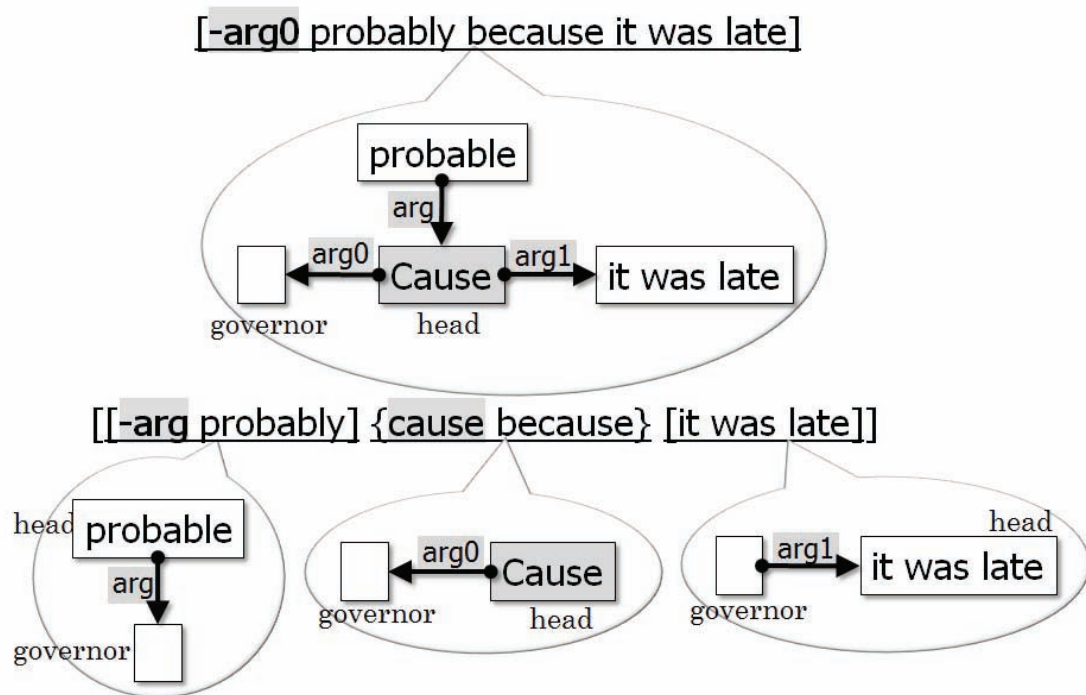 [-arg0 probably because it was late]
probable
arg
arg0
arg1
Cause
it was late
governor
head
[[-arg probably] {cause because} [it was late]]
head
probable
arg
governor
arg0
Cause
governor
head
head
arg1
it was late
governor